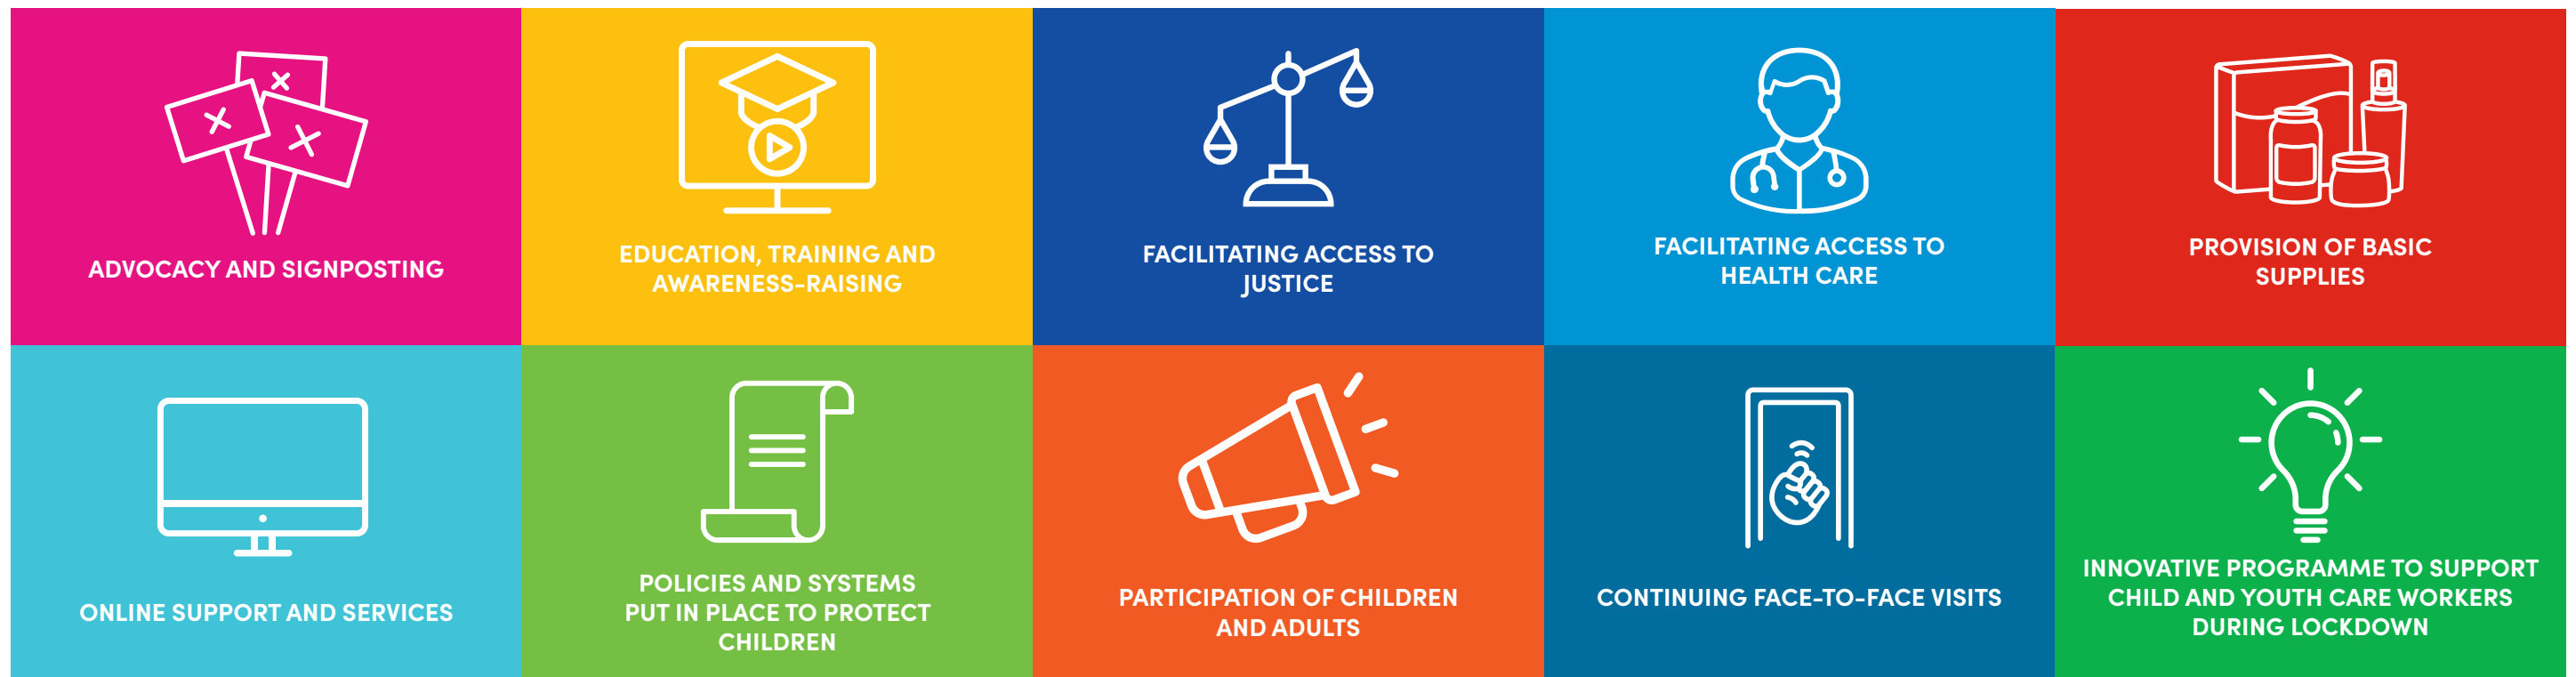 ADVOCACY AND SIGNPOSTING
EDUCATION, TRAINING AND
AWARENESS-RAISING
FACILITATING ACCESS TO
JUSTICE
FACILITATING ACCESS TO
HEALTH CARE
PROVISION OF BASIC
SUPPLIES
ONLINE SUPPORT AND SERVICES
POLICIES AND SYSTEMS
PUT IN PLACE TO PROTECT
CHILDREN
PARTICIPATION OF CHILDREN
AND ADULTS
CONTINUING FACE-TO-FACE VISITS
INNOVATIVE PROGRAMME TO SUPPORT
CHILD AND YOUTH CARE WORKERS
DURING LOCKDOWN